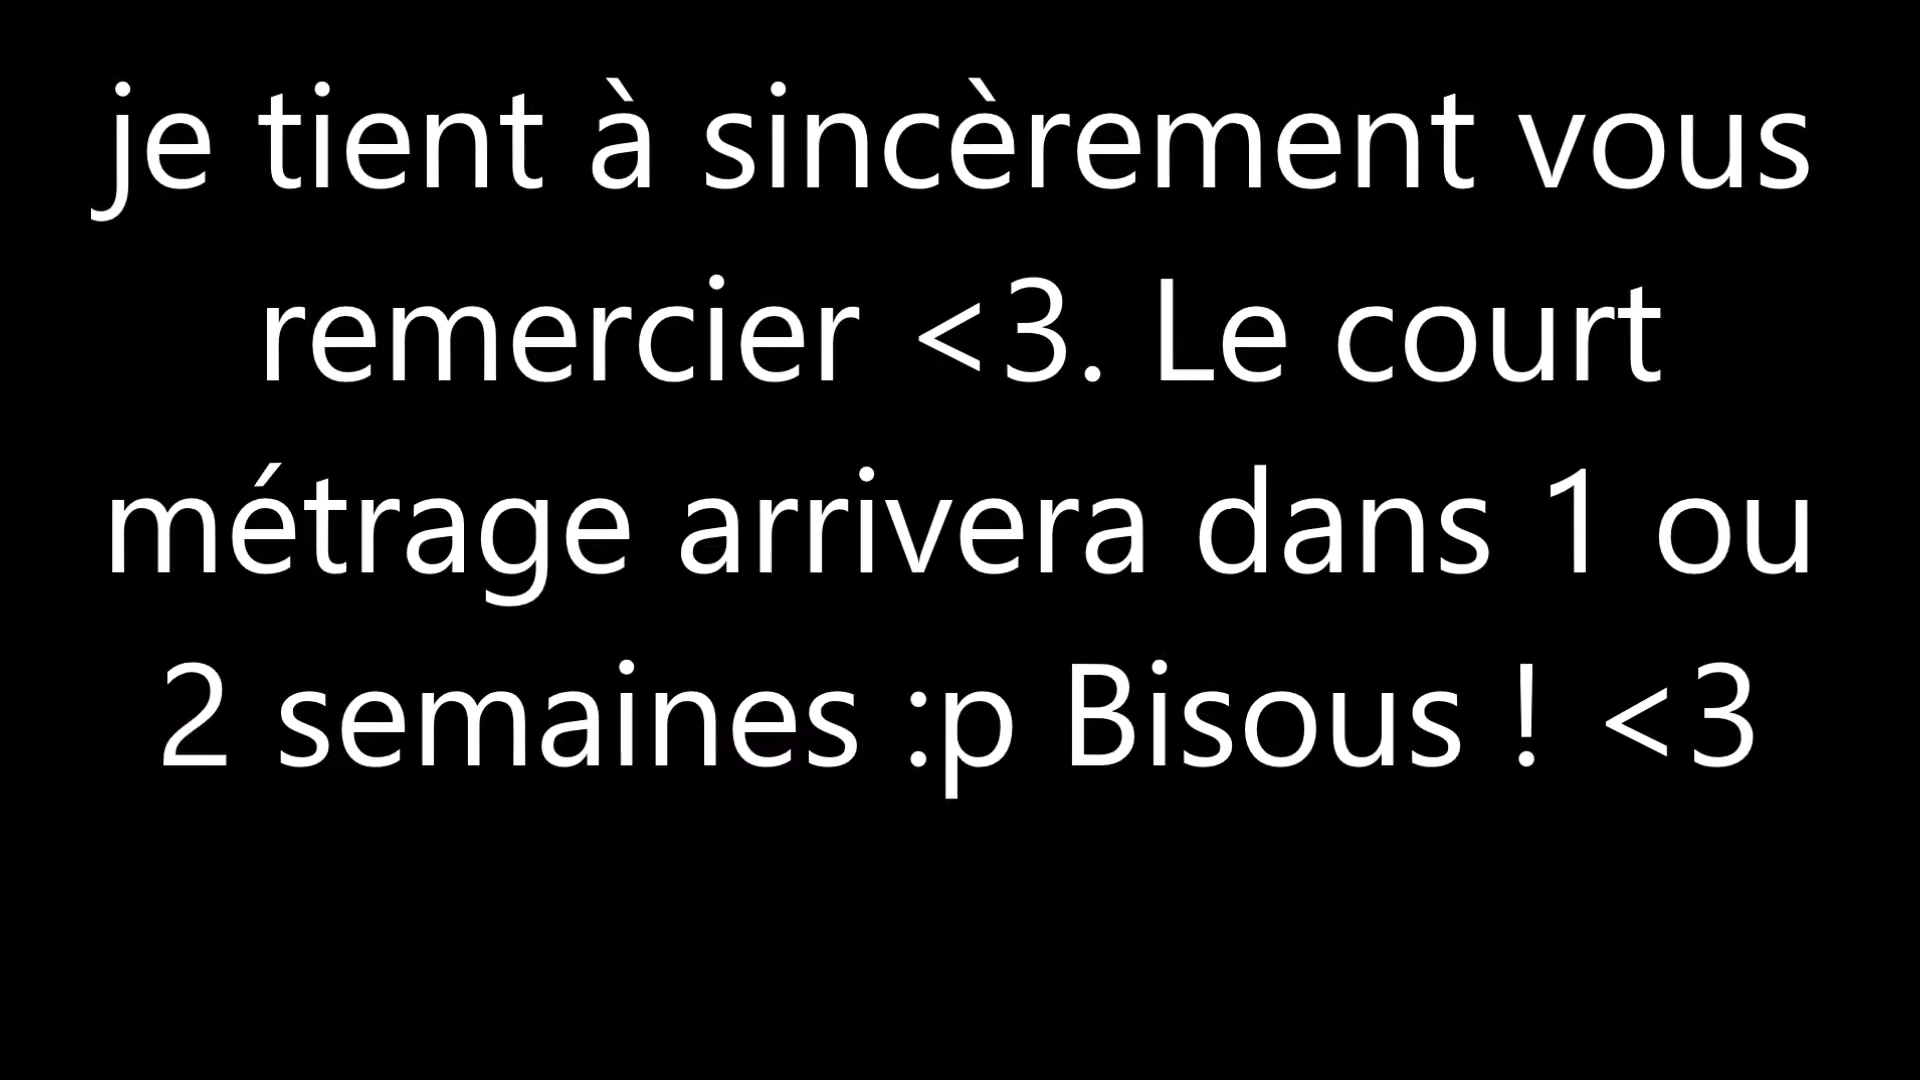 je tient à sincèrement vous
remercier <3. Le court
métrage arrivera dans 1 ou
2 semaines :p Bisous ! <3